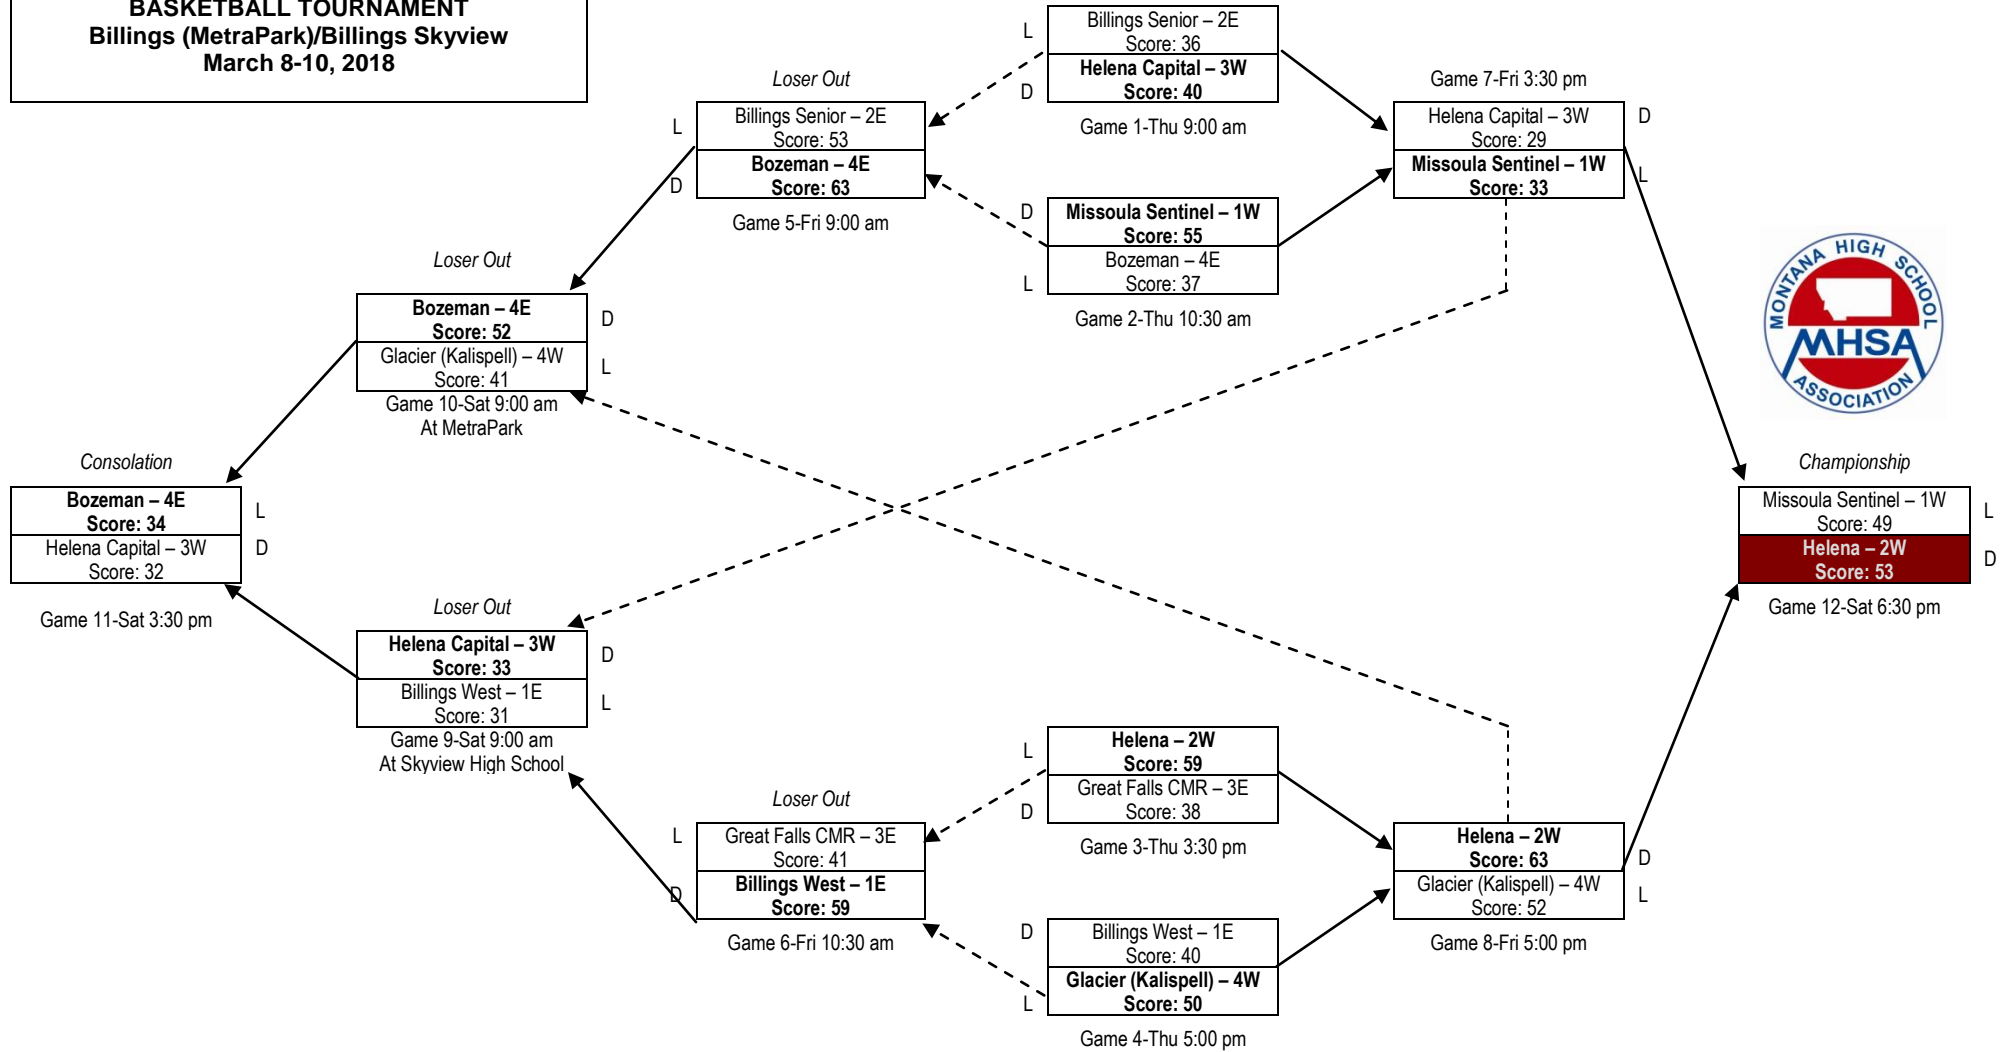 BASKETBALL TOURNAMENT
Billings (MetraPark)/Billings Skyview
March 8-10, 2018
L
Billings Senior – 2E
Score: 36
D
Helena Capital – 3W
Score: 40
Game 1-Thu 9:00 am
D
Missoula Sentinel – 1W
Score: 55
L
Bozeman – 4E
Score: 37
Game 2-Thu 10:30 am
Loser Out
L
Billings Senior – 2E
Score: 53
D
Bozeman – 4E
Score: 63
Game 5-Fri 9:00 am
Game 7-Fri 3:30 pm
Helena Capital – 3W
Score: 29
D
Missoula Sentinel – 1W
Score: 33
L
Loser Out
Bozeman – 4E
Score: 52
D
Glacier (Kalispell) – 4W
Score: 41
L
Game 10-Sat 9:00 am
At MetraPark
MONTANA HIGH SCHOOL
MHSA
ASSOCIATION
Consolation
Bozeman – 4E
Score: 34
L
Helena Capital – 3W
Score: 32
D
Game 11-Sat 3:30 pm
Championship
Missoula Sentinel – 1W
Score: 49
L
Helena – 2W
Score: 53
D
Game 12-Sat 6:30 pm
Loser Out
Helena Capital – 3W
Score: 33
D
Billings West – 1E
Score: 31
L
Game 9-Sat 9:00 am
At Skyview High School
L
Helena – 2W
Score: 59
D
Great Falls CMR – 3E
Score: 38
Game 3-Thu 3:30 pm
Loser Out
L
Great Falls CMR – 3E
Score: 41
D
Billings West – 1E
Score: 59
Game 6-Fri 10:30 am
Helena – 2W
Score: 63
D
Glacier (Kalispell) – 4W
Score: 52
L
Game 8-Fri 5:00 pm
D
Billings West – 1E
Score: 40
L
Glacier (Kalispell) – 4W
Score: 50
Game 4-Thu 5:00 pm